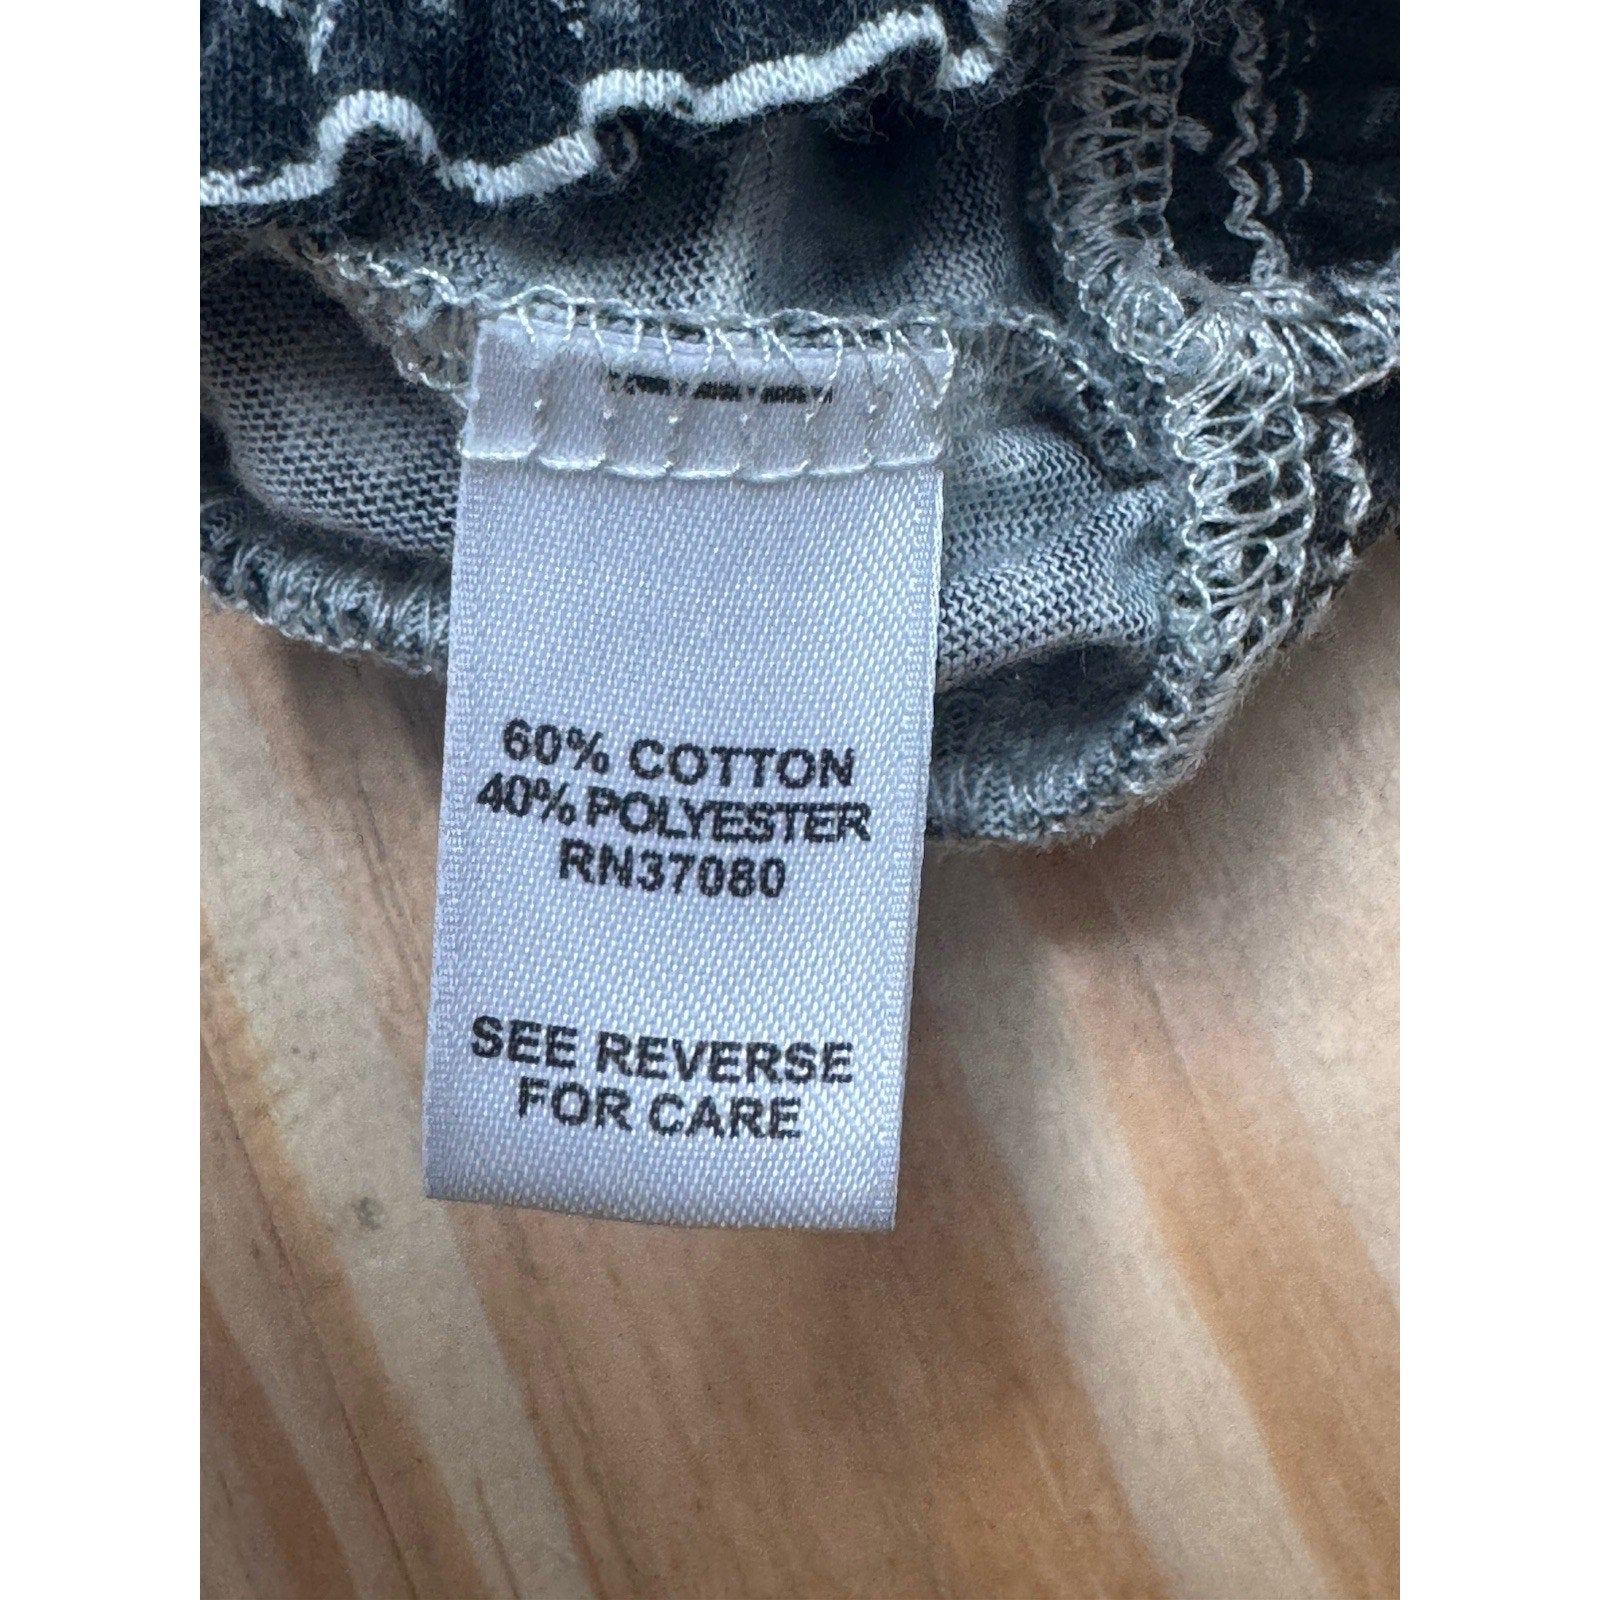 60% COTTON
40% POLYESTER
RN37080
SEE REVERSE
FOR CARE